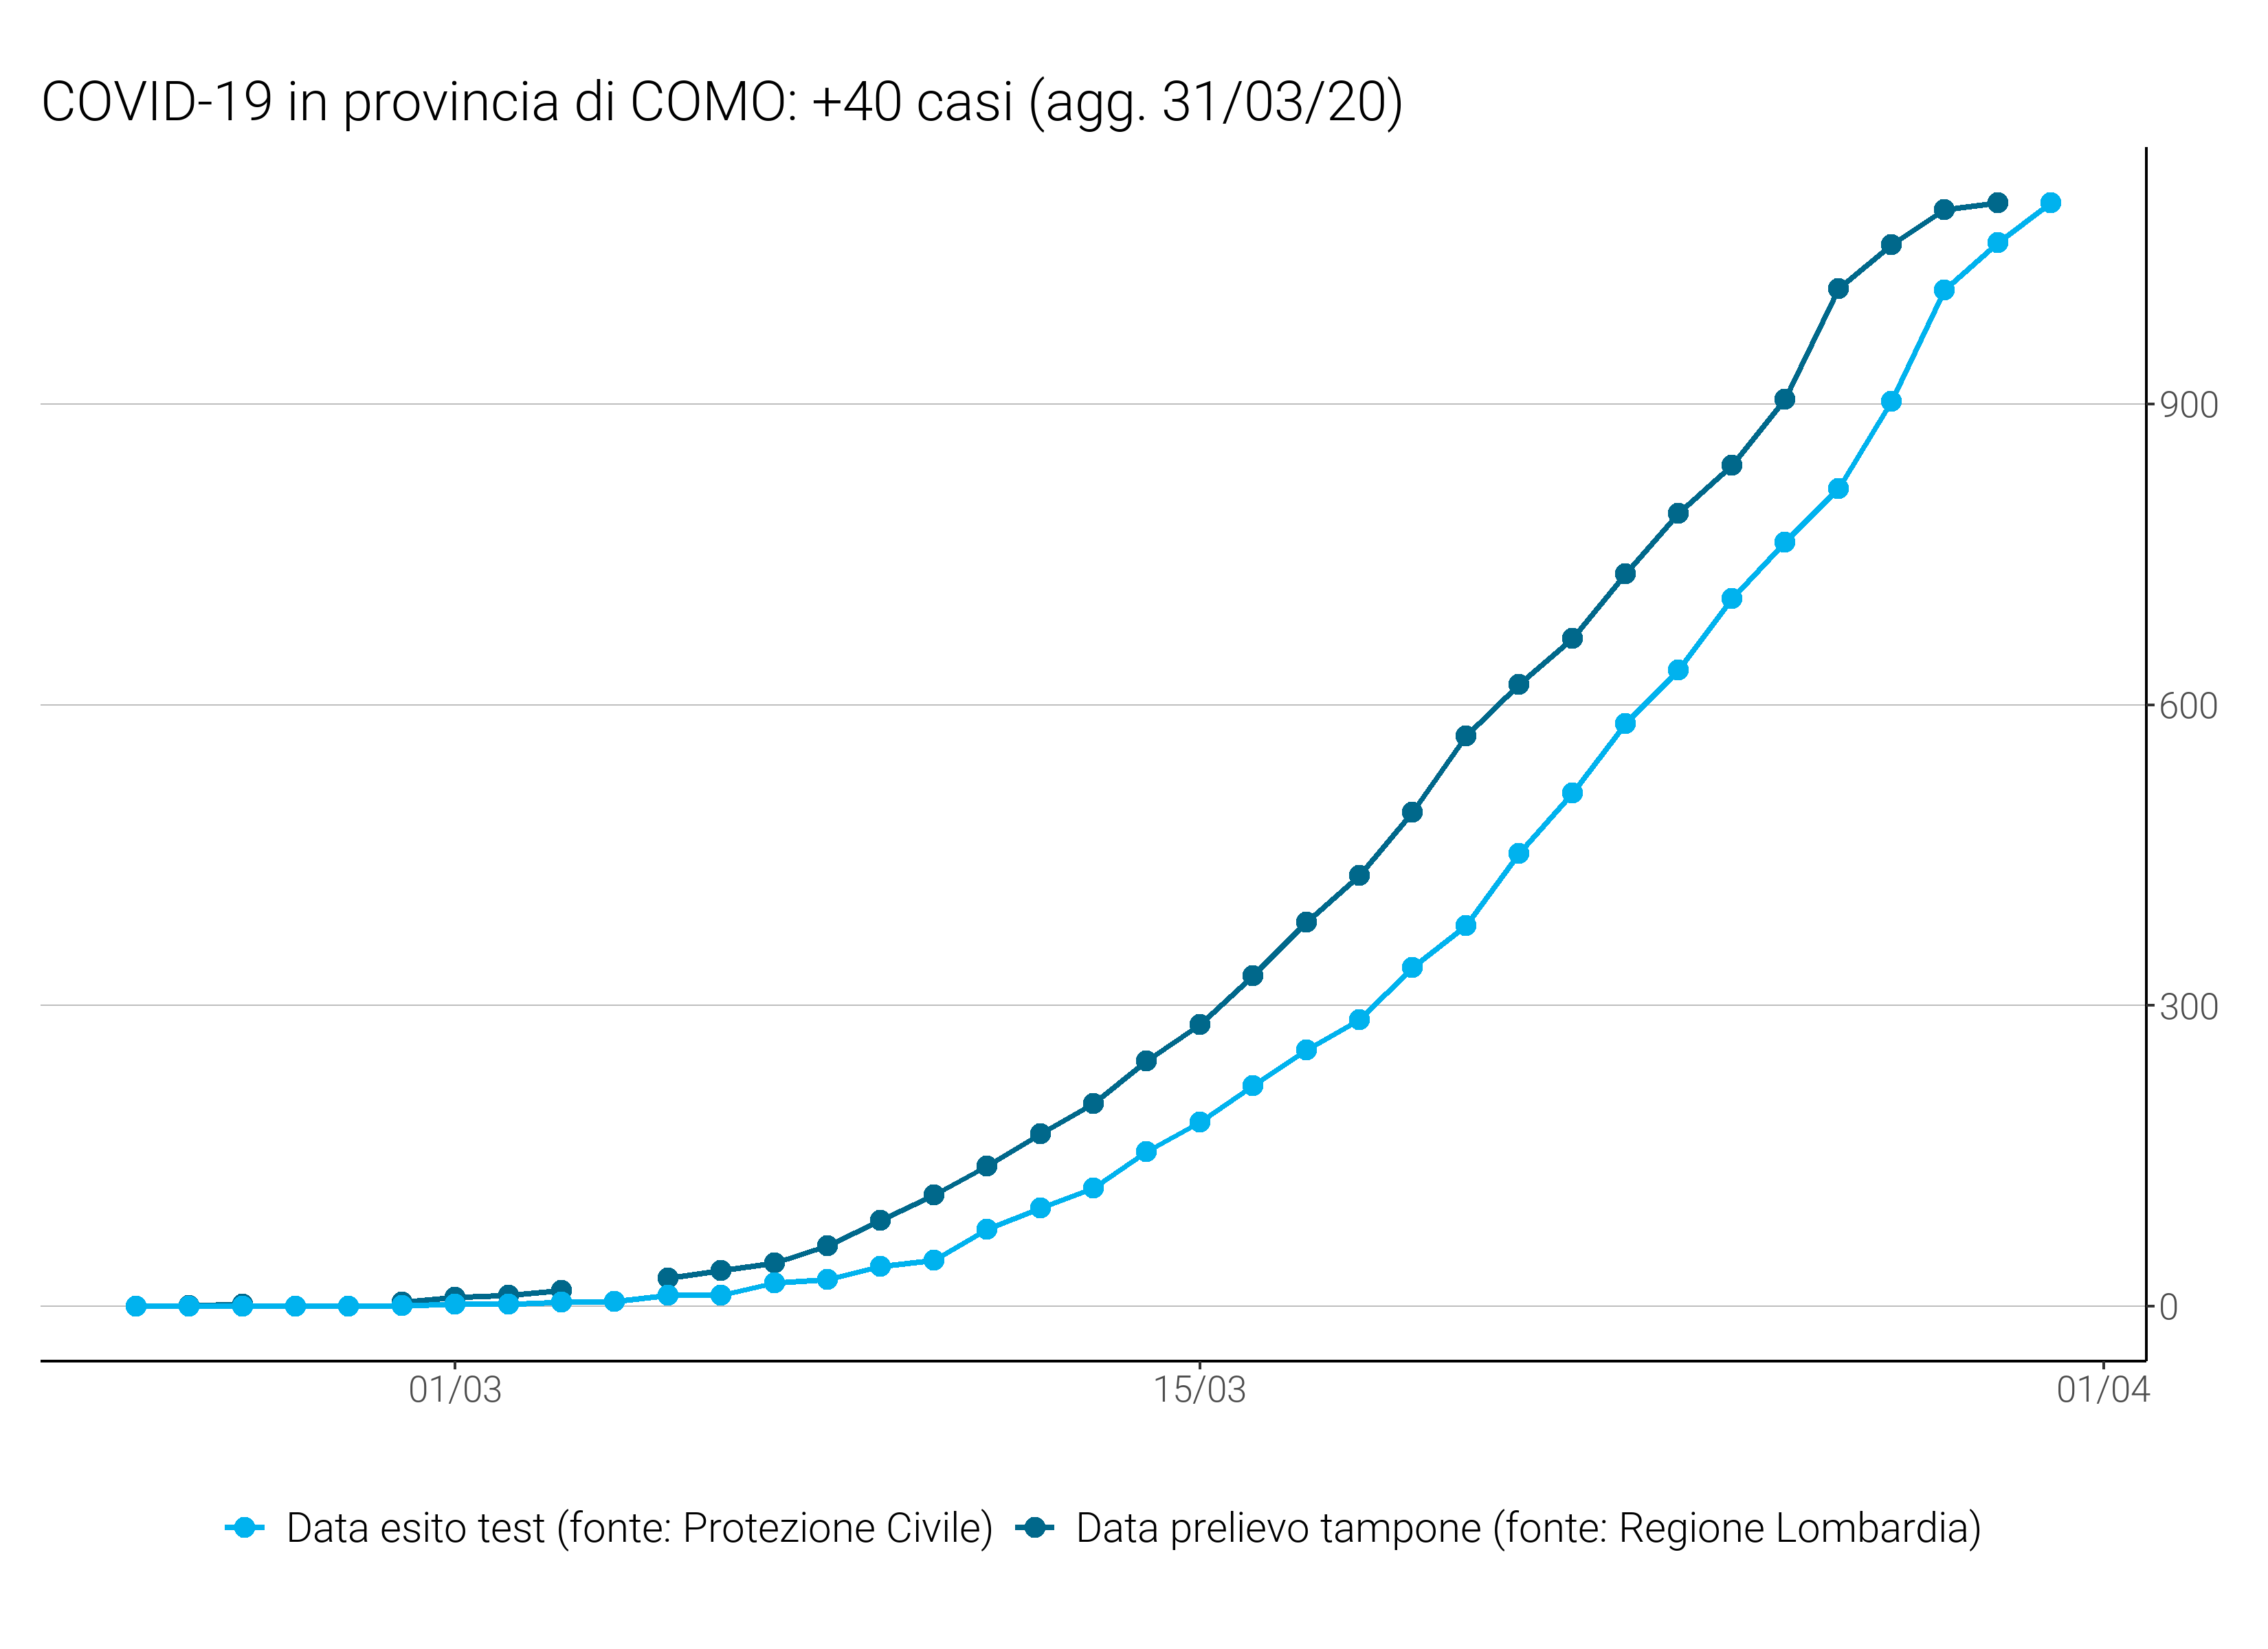 COVID-19 in provincia di COMO: +40 casi (agg. 31/03/20)
900
600
300
0
01/03 15/03 01/04
Data esito test (fonte: Protezione Civile) Data prelievo tampone (fonte: Regione Lombardia)